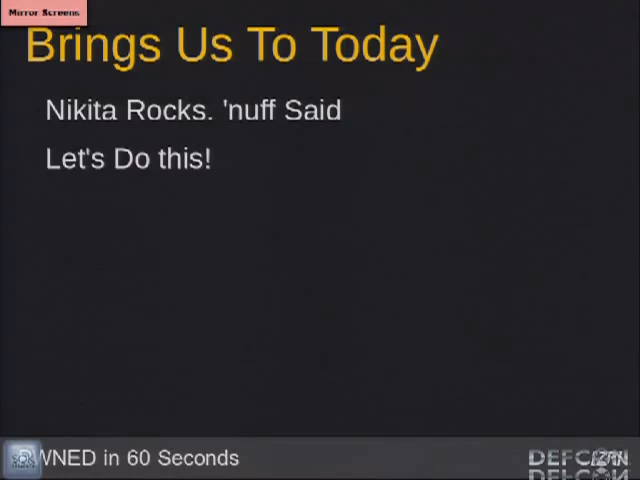 Mirror Screens
Brings Us To Today
Nikita Rocks. 'nuff Said
Let's Do this!
WNED in 60 Seconds
DEFCON